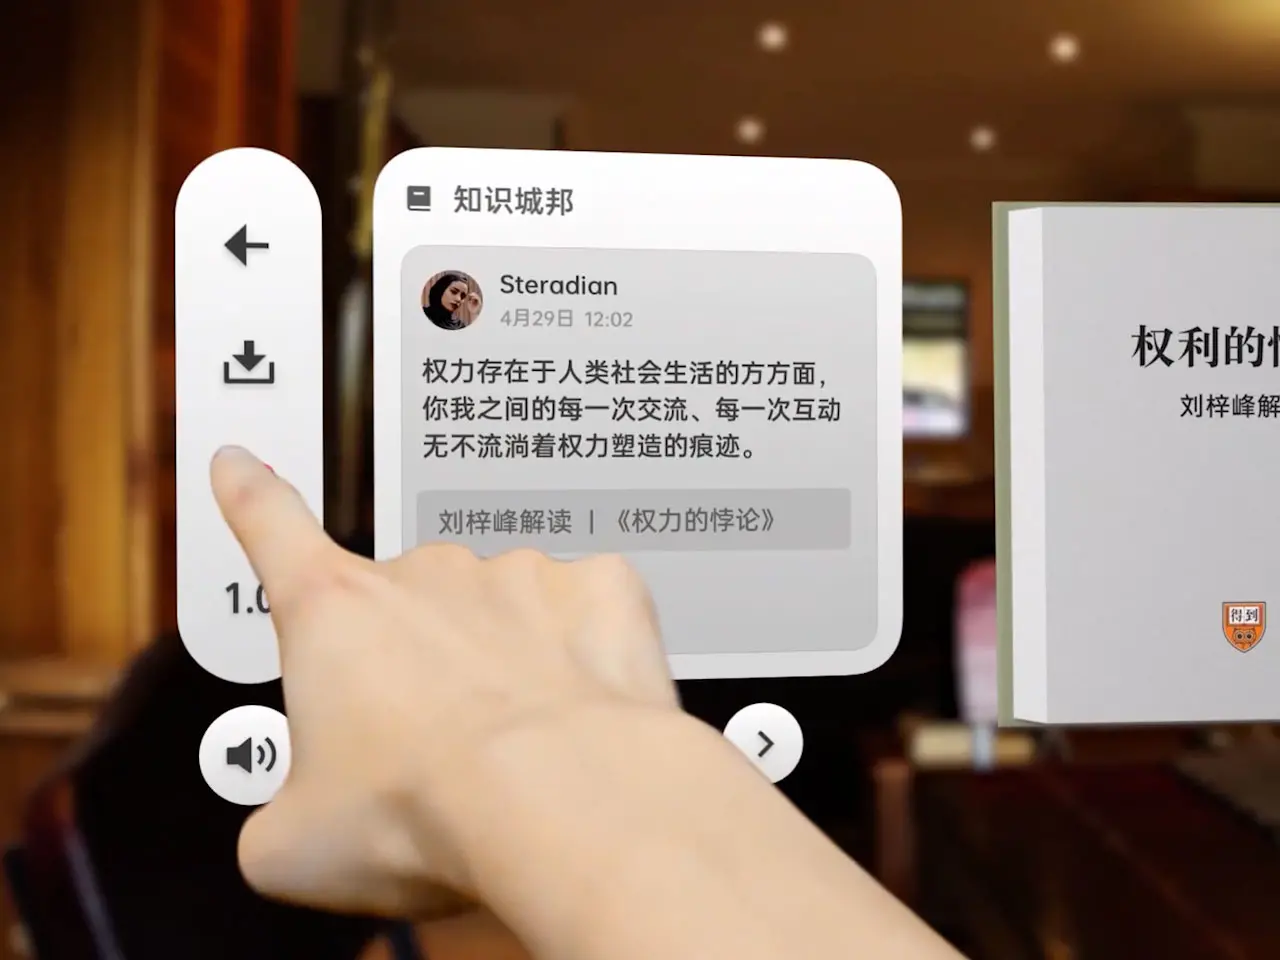 知识城邦
Steradian
4月29日 12:02
权力存在于人类社会生活的方方面，
你我之间的每一次交流、每一次互动
无不流淌着权力塑造的痕迹。
刘梓峰解读 | 《权力的悖论》
1.0
权利的
刘梓峰解
得到